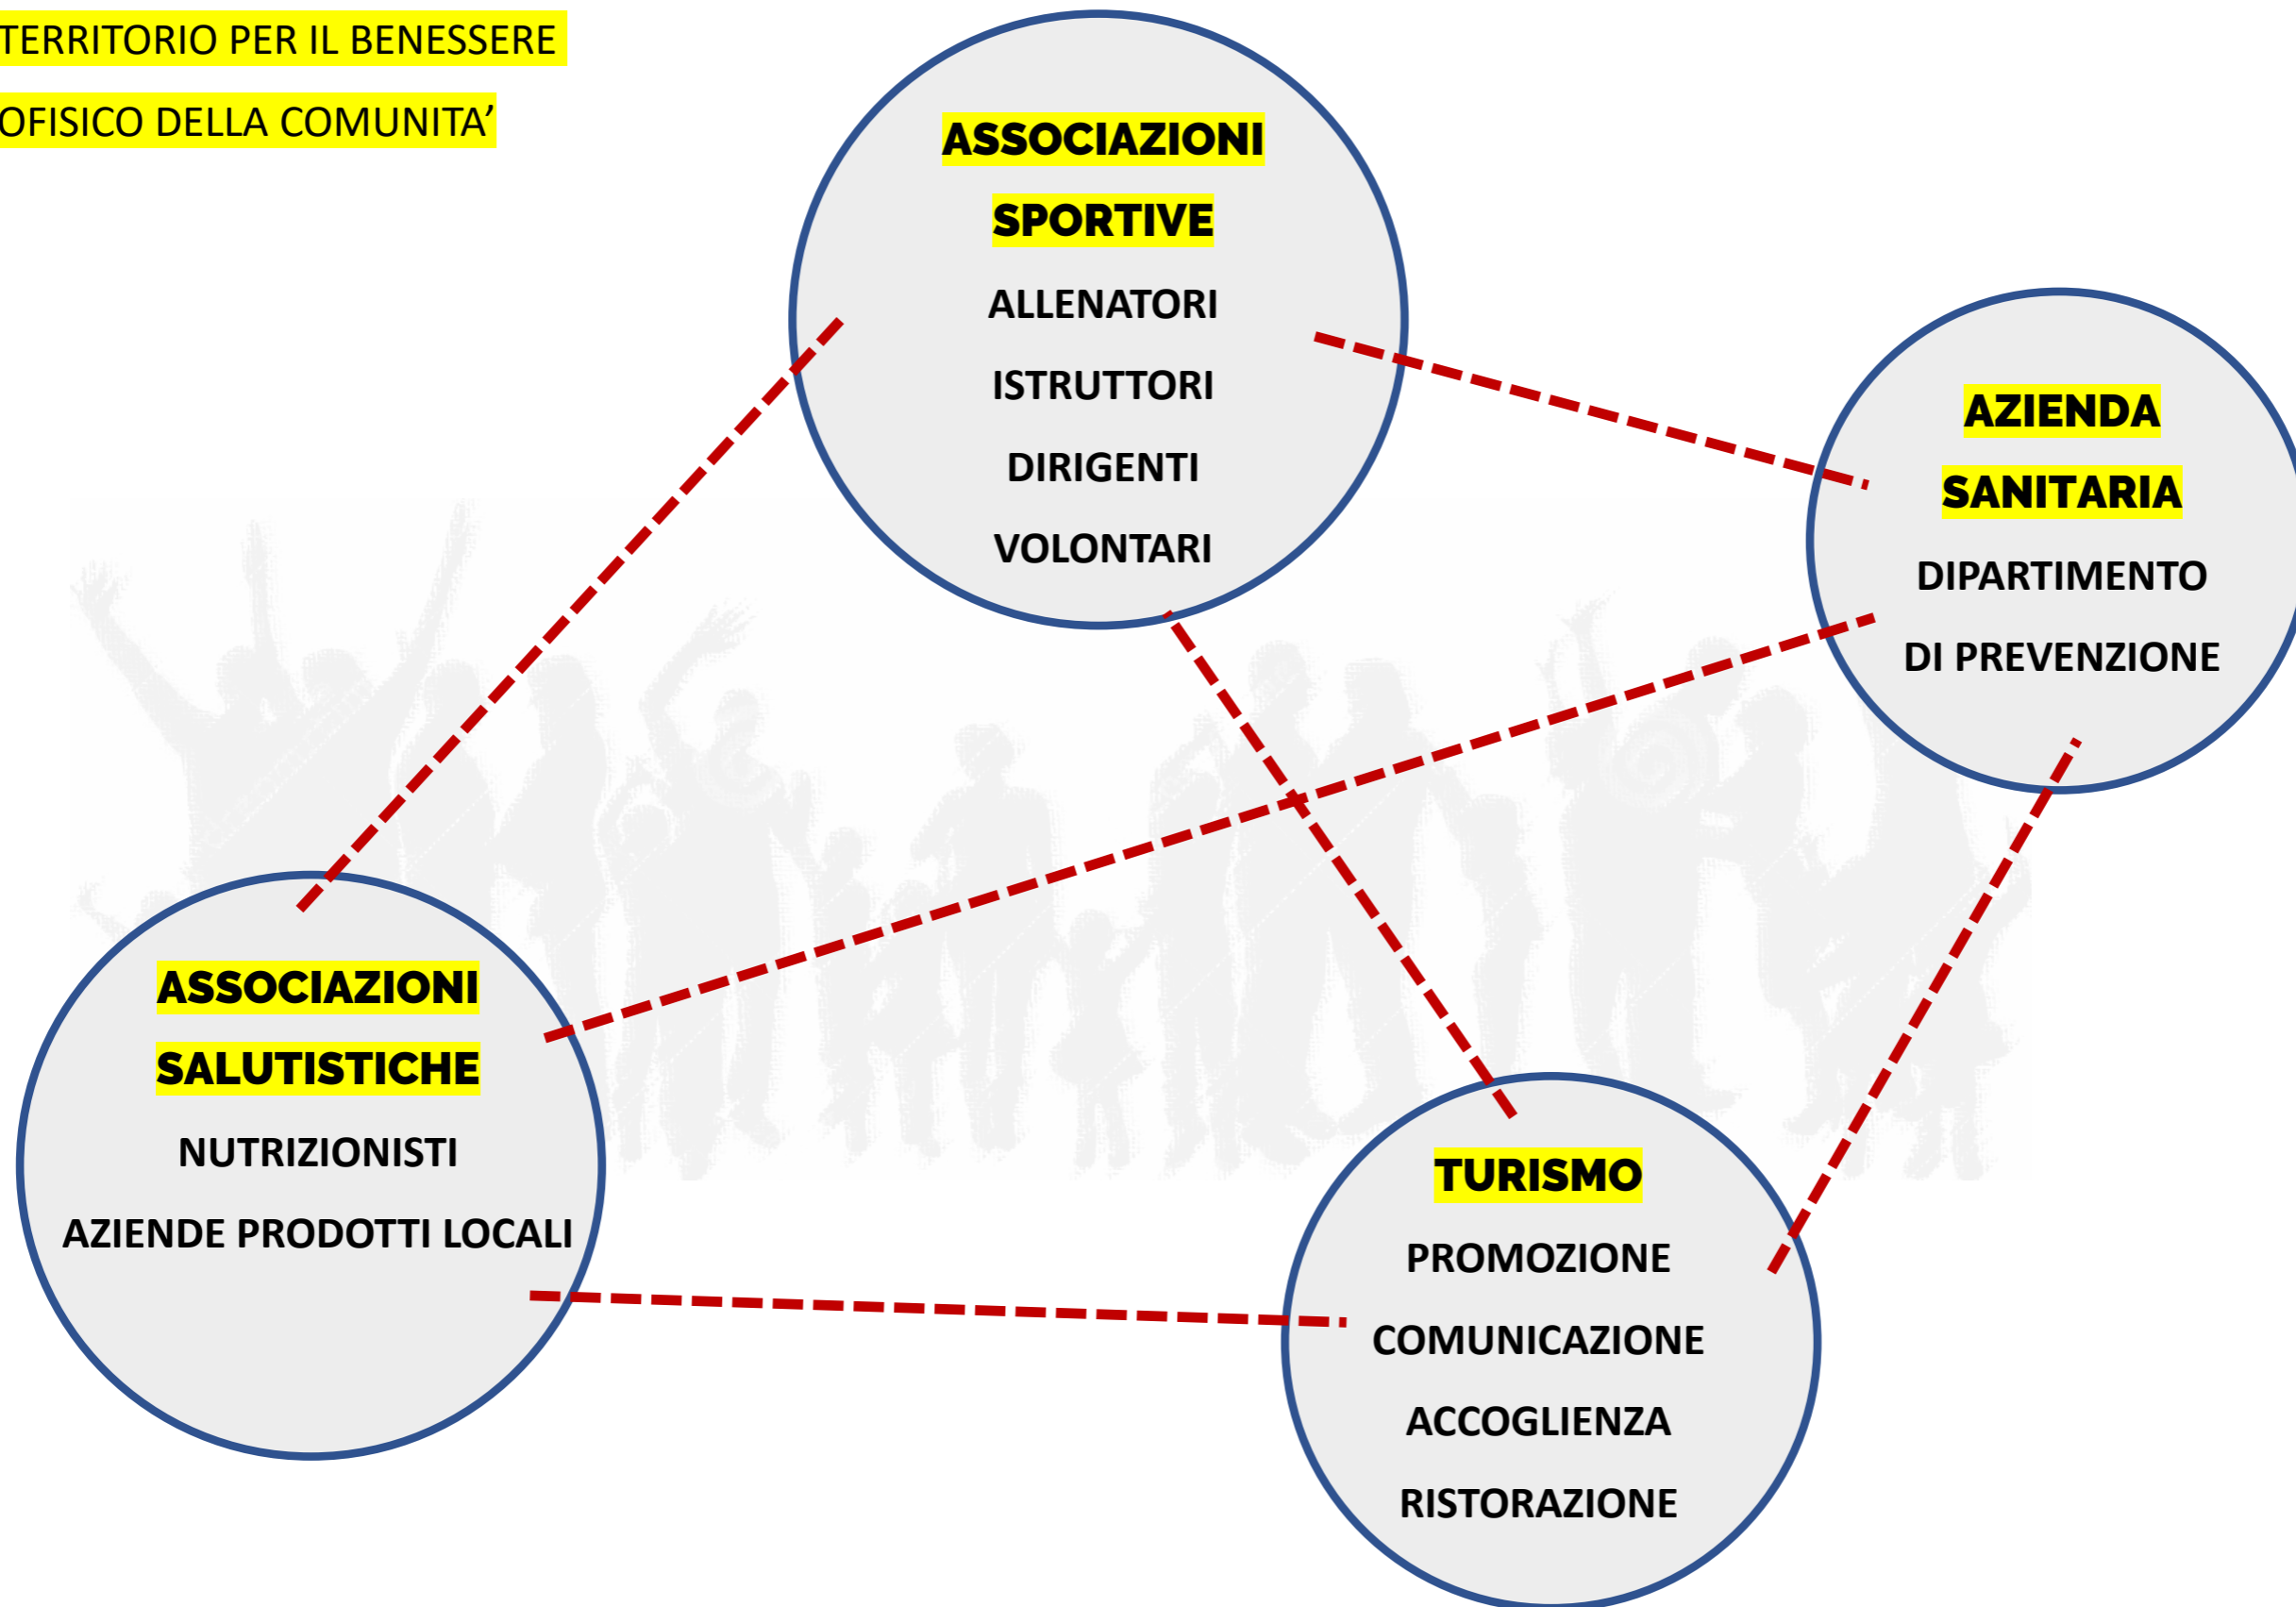 TERRITORIO PER IL BENESSERE
OFISICO DELLA COMUNITA’
ASSOCIAZIONI
SPORTIVE
ALLENATORI
ISTRUTTORI
DIRIGENTI
VOLONTARI
AZIENDA
SANITARIA
DIPARTIMENTO
DI PREVENZIONE
ASSOCIAZIONI
SALUTISTICHE
NUTRIZIONISTI
AZIENDE PRODOTTI LOCALI
TURISMO
PROMOZIONE
COMUNICAZIONE
ACCOGLIENZA
RISTORAZIONE